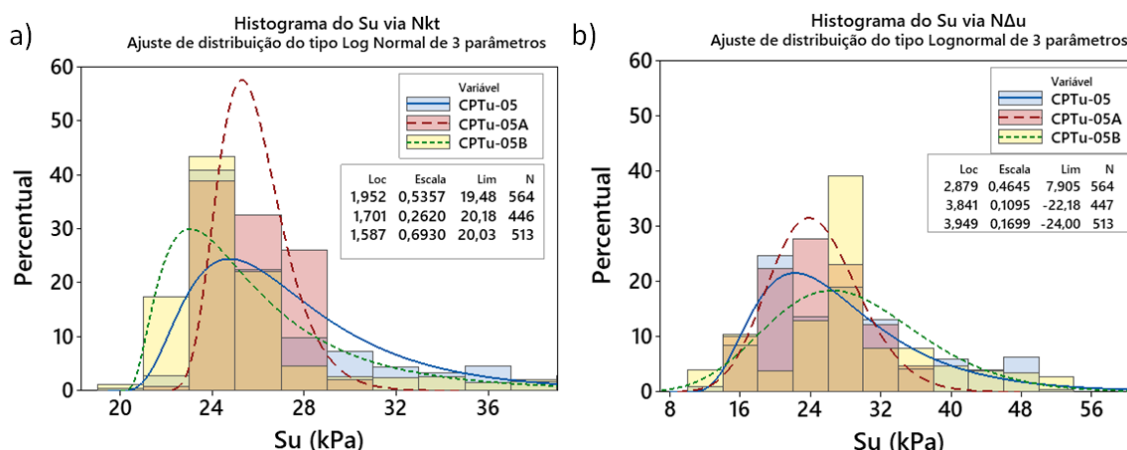 a)
Histograma do Su via Nkt
Ajuste de distribuição do tipo Log Normal de 3 parâmetros
60
50
40
30
20
10
0
Percentual
20 24 28 32 36
Su (kPa)
Variável
CPTu-05
CPTu-05A
CPTu-05B
Loc Escala Lim N
1,952 0,5357 19,48 564
1,701 0,2620 20,18 446
1,587 0,6930 20,03 513
b)
Histograma do Su via NΔu
Ajuste de distribuição do tipo Lognormal de 3 parâmetros
60
50
40
30
20
10
0
Percentual
8 16 24 32 40 48 56
Su (kPa)
Variável
CPTu-05
CPTu-05A
CPTu-05B
Loc Escala Lim N
2,879 0,4645 7,905 564
3,841 0,1095 -22,18 447
3,949 0,1699 -24,00 513